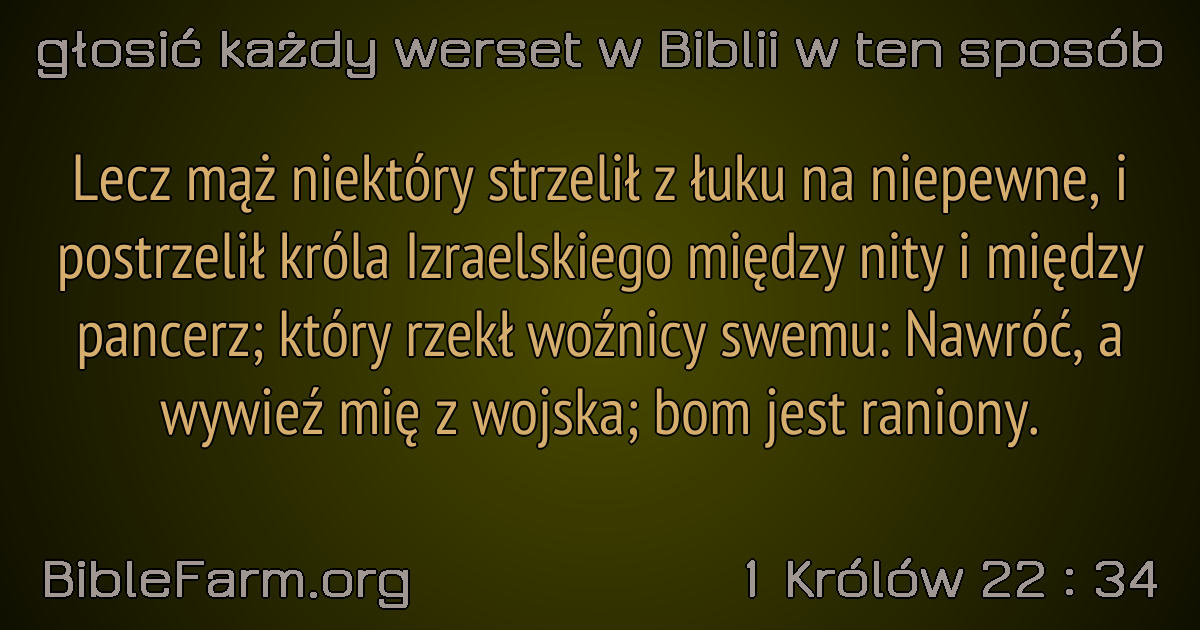 głosić każdy werset w Biblii w ten sposób
Lecz mąż niektóry strzelił z łuku na niepewne, i
postrzelił króla Izraelskiego między nity i między
pancerz; który rzekł woźnicy swemu: Nawróć, a
wywieź mię z wojska; bom jest raniony.
BibleFarm.org
1 Królów 22 : 34